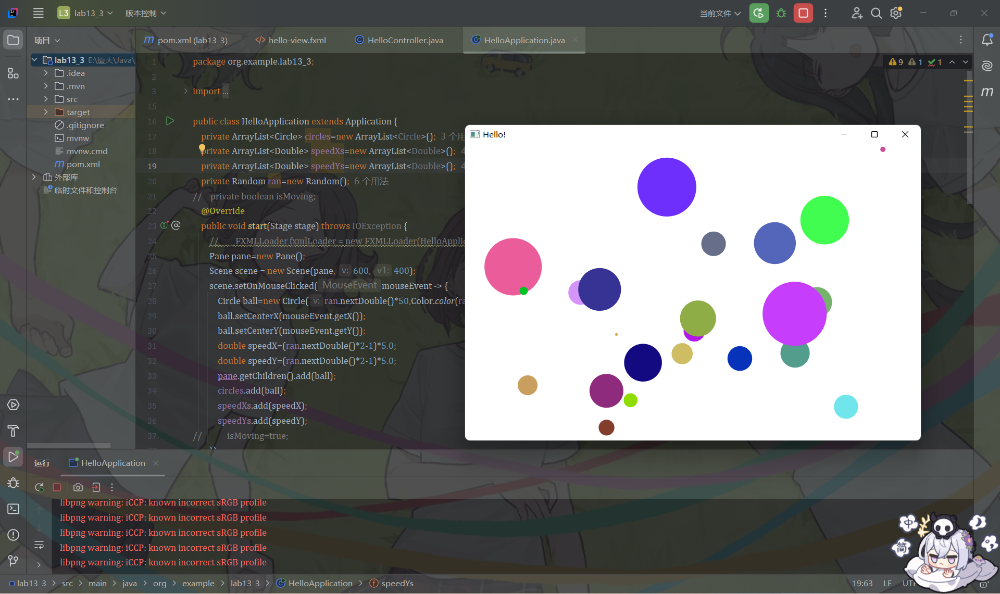 L3 lab13_3 版本控制 当前文件
项目
pom.xml (lab13_3) hello-view.fxml HelloController.java HelloApplication.java
lab13_3 E:\厦大\Java\
.idea
.mvn
src
target
.gitignore
mvnw
mvnw.cmd
m pom.xml
外部库
临时文件和控制台
9 1 1
1 package org.example.lab13_3;
2
3 import ...
15
16 public class HelloApplication extends Application {
17 private ArrayList<Circle> circles=new ArrayList<Circle>(); 3 个用
18 private ArrayList<Double> speedXs=new ArrayList<Double>(); 4
19 private ArrayList<Double> speedYs=new ArrayList<Double>(); 4
20 private Random ran=new Random(); 6 个用法
21 // private boolean isMoving;
22 @Override
23 public void start(Stage stage) throws IOException {
24 // FXMLLoader fxmlLoader = new FXMLLoader(HelloApplic
25 Pane pane=new Pane();
26 Scene scene = new Scene(pane, v: 600, v1: 400);
27 scene.setOnMouseClicked( MouseEvent mouseEvent -> {
28 Circle ball=new Circle( v: ran.nextDouble()*50,Color.color(ra
29 ball.setCenterX(mouseEvent.getX());
30 ball.setCenterY(mouseEvent.getY());
31 double speedX=(ran.nextDouble()*2-1)*5.0;
32 double speedY=(ran.nextDouble()*2-1)*5.0;
33 pane.getChildren().add(ball);
34 circles.add(ball);
35 speedXs.add(speedX);
36 speedYs.add(speedY);
37 // isMoving=true;
Hello!
运行 HelloApplication
libpng warning: iCCP: known incorrect sRGB profile
libpng warning: iCCP: known incorrect sRGB profile
libpng warning: iCCP: known incorrect sRGB profile
libpng warning: iCCP: known incorrect sRGB profile
libpng warning: iCCP: known incorrect sRGB profile
中
简
lab13_3 > src > main > java > org > example > lab13_3 > HelloApplication > speedYs
19:63 LF UTF